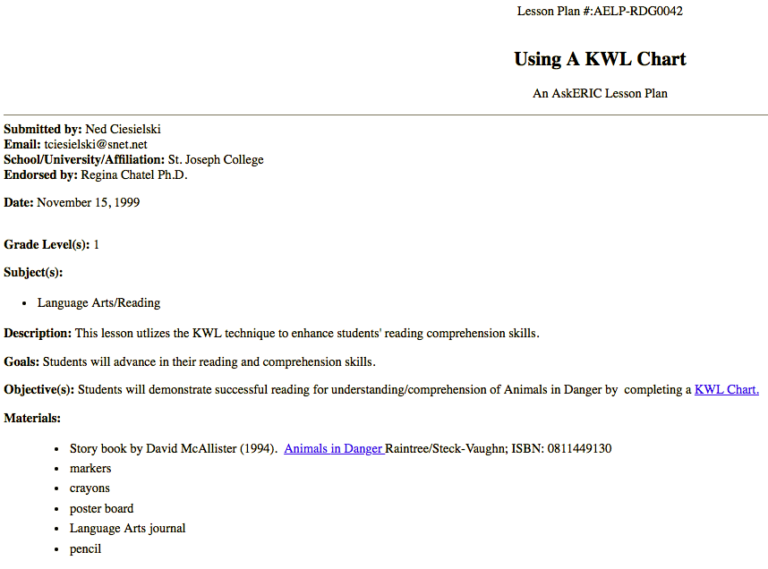 Lesson Plan #:AELP-RDG0042
Using A KWL Chart
An AskERIC Lesson Plan
Submitted by: Ned Ciesielski
Email: tciesielski@snet.net
School/University/Affiliation: St. Joseph College
Endorsed by: Regina Chatel Ph.D.
Date: November 15, 1999
Grade Level(s): 1
Subject(s):
• Language Arts/Reading
Description: This lesson utlizes the KWL technique to enhance students' reading comprehension skills.
Goals: Students will advance in their reading and comprehension skills.
Objective(s): Students will demonstrate successful reading for understanding/comprehension of Animals in Danger by completing a KWL Chart.
Materials:
• Story book by David McAllister (1994). Animals in Danger Raintree/Steck-Vaughn; ISBN: 0811449130
• markers
• crayons
• poster board
• Language Arts journal
• pencil